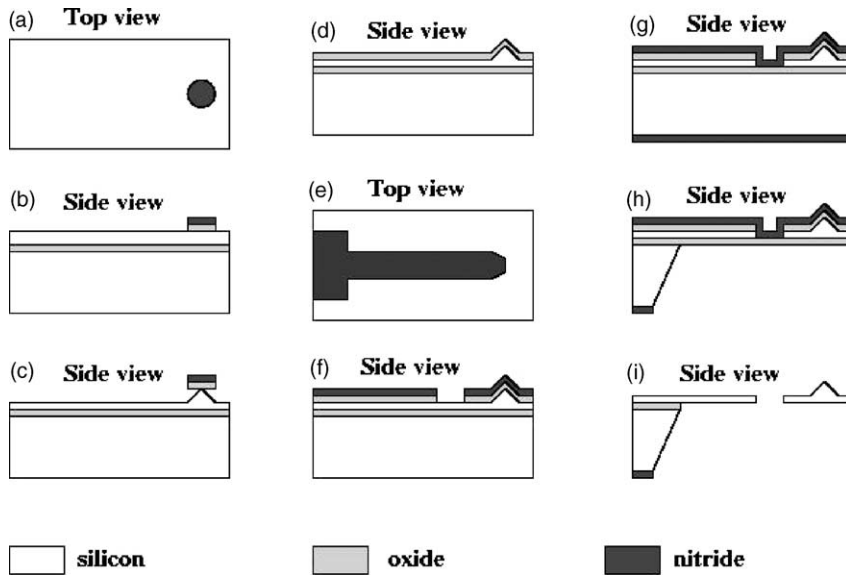 (a)
Top view
(b)
Side view
(c)
Side view
(d)
Side view
(e)
Top view
(f)
Side view
(g)
Side view
(h)
Side view
(i)
Side view
silicon
oxide
nitride